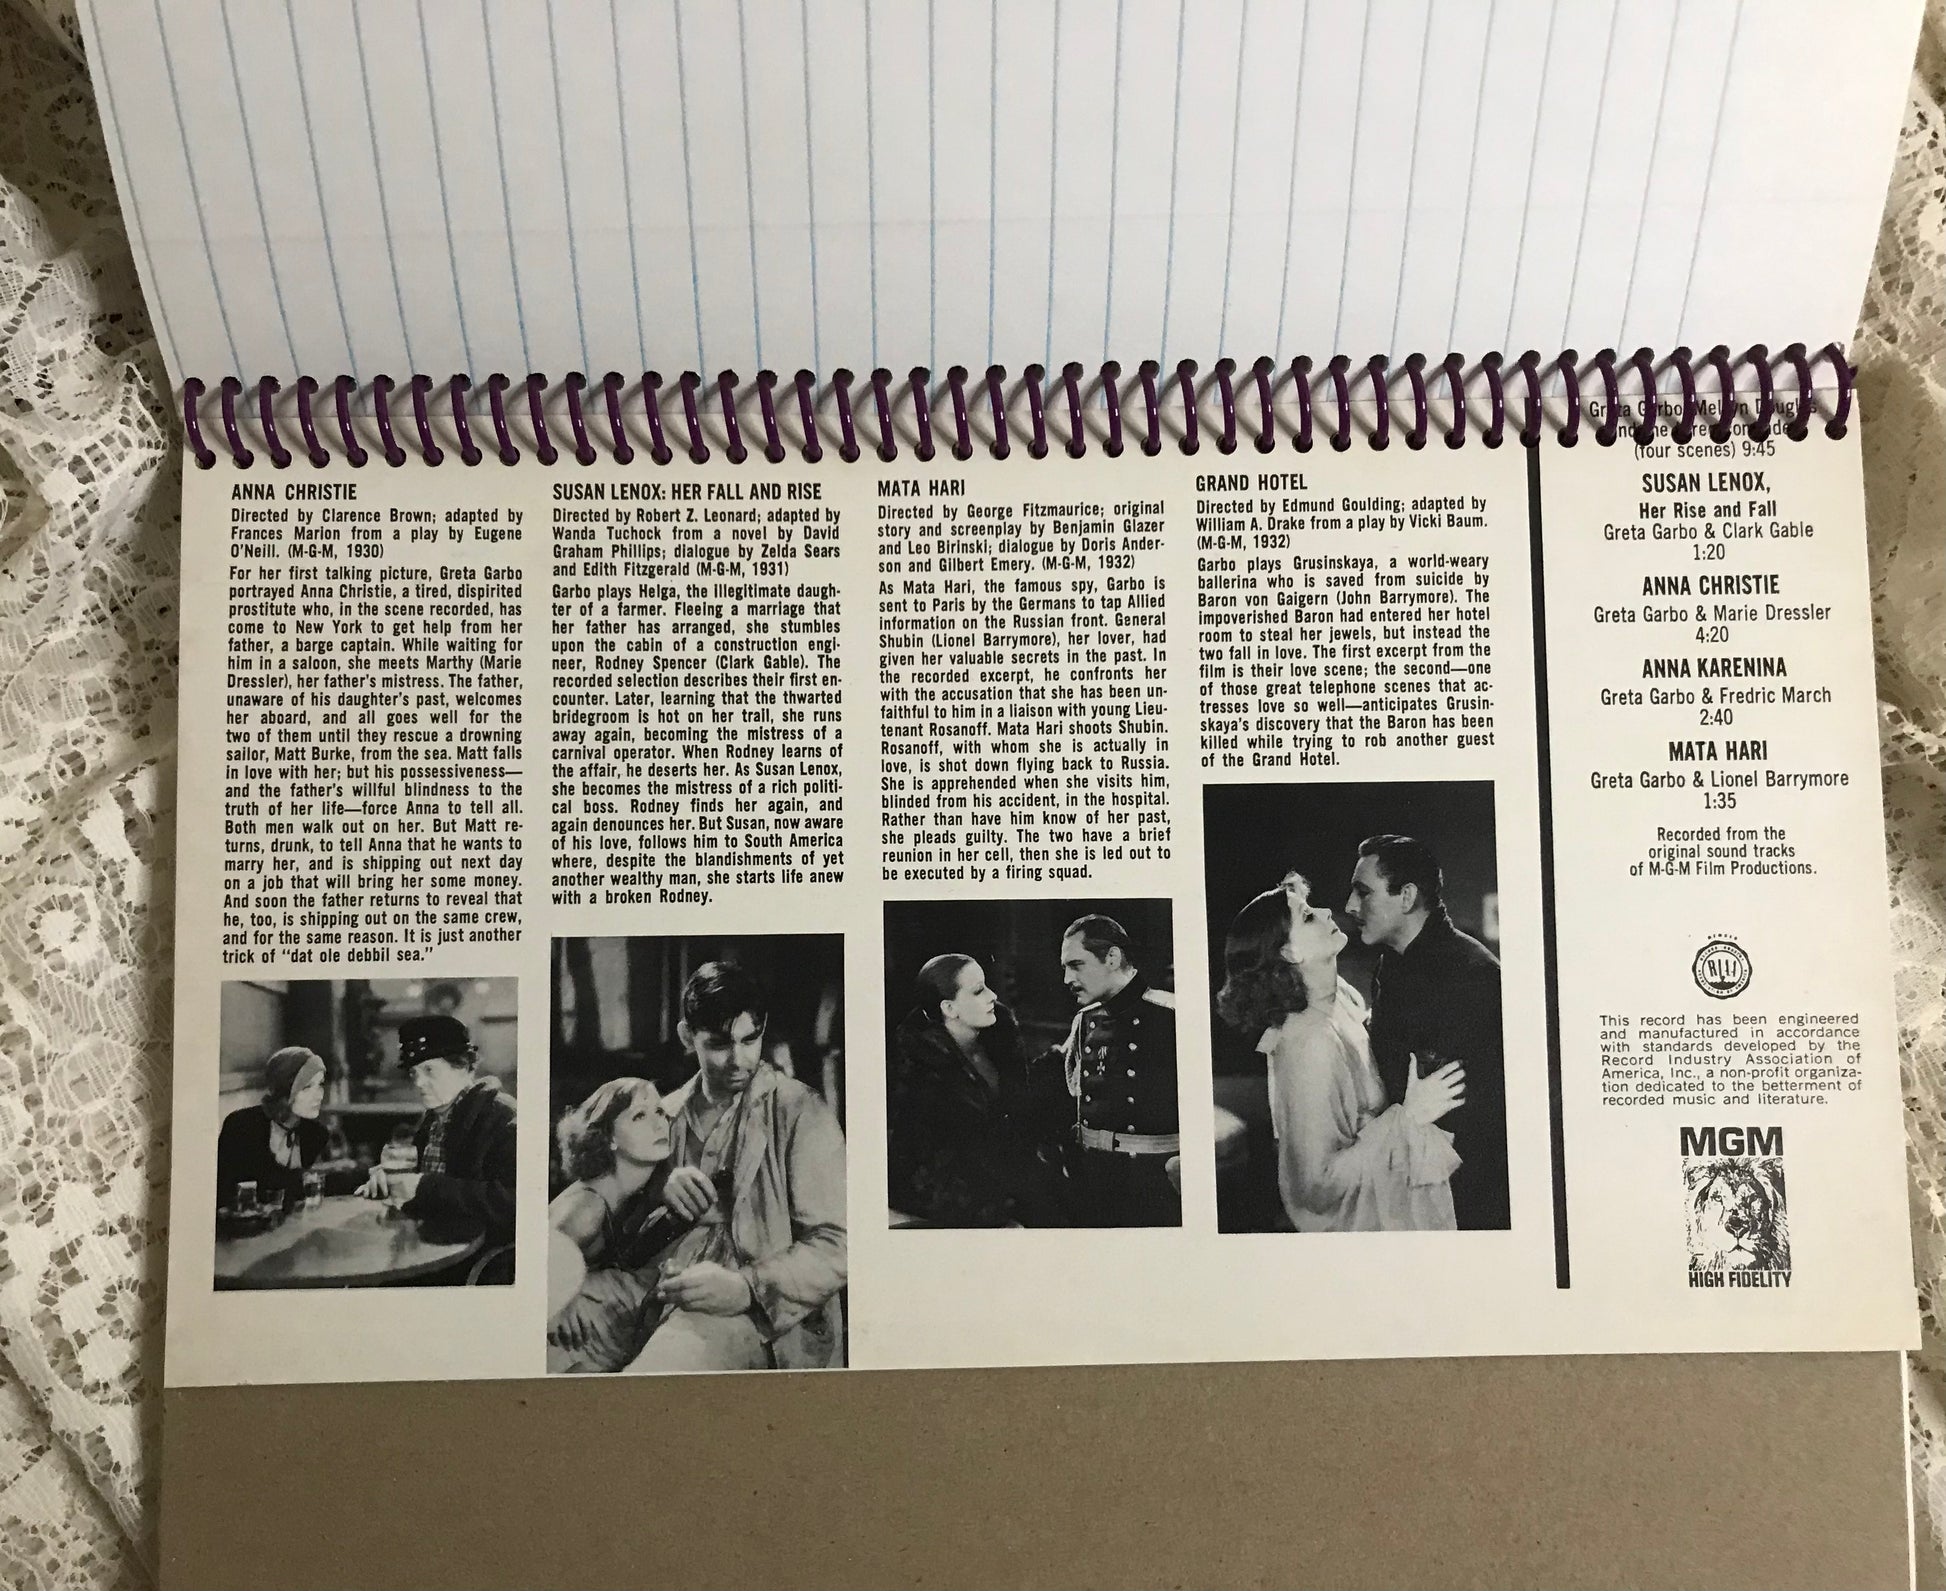 ANNA CHRISTIE
Directed by Clarence Brown; adapted by
Frances Marion from a play by Eugene
O'Neill. (M-G-M, 1930)
For her first talking picture, Greta Garbo
portrayed Anna Christie, a tired, dispirited
prostitute who, in the scene recorded, has
come to New York to get help from her
father, a barge captain. While waiting for
him in a saloon, she meets Marthy (Marie
Dressler), her father's mistress. The father,
unaware of his daughter's past, welcomes
her aboard, and all goes well for the
two of them until they rescue a drowning
sailor, Matt Burke, from the sea. Matt falls
in love with her; but his possessiveness—
and the father's willful blindness to the
truth of her life—force Anna to tell all.
Both men walk out on her. But Matt re-
turns, drunk, to tell Anna that he wants to
marry her, and is shipping out next day
on a job that will bring her some money.
And soon the father returns to reveal that
he, too, is shipping out on the same crew,
and for the same reason. It is just another
trick of "dat ole debbil sea."
SUSAN LENOX: HER FALL AND RISE
Directed by Robert Z. Leonard; adapted by
Wanda Tuchock from a novel by David
Graham Phillips; dialogue by Zelda Sears
and Edith Fitzgerald (M-G-M, 1931)
Garbo plays Helga, the illegitimate daugh-
ter of a farmer. Fleeing a marriage that
her father has arranged, she stumbles
upon the cabin of a construction engi-
neer, Rodney Spencer (Clark Gable). The
recorded selection describes their first en-
counter. Later, learning that the thwarted
bridegroom is hot on her trail, she runs
away again, becoming the mistress of a
carnival operator. When Rodney learns of
the affair, he deserts her. As Susan Lenox,
she becomes the mistress of a rich politi-
cal boss. Rodney finds her again, and
again denounces her. But Susan, now aware
of his love, follows him to South America
where, despite the blandishments of yet
another wealthy man, she starts life anew
with a broken Rodney.
MATA HARI
Directed by George Fitzmaurice; original
story and screenplay by Benjamin Glazer
and Leo Birinski; dialogue by Doris Ander-
son and Gilbert Emery. (M-G-M, 1932)
As Mata Hari, the famous spy, Garbo is
sent to Paris by the Germans to tap Allied
information on the Russian front. General
Shubin (Lionel Barrymore), her lover, had
given her valuable secrets in the past. In
the recorded excerpt, he confronts her
with the accusation that she has been un-
faithful to him in a liaison with young Lieu-
tenant Rosanoff. Mata Hari shoots Shubin.
Rosanoff, with whom she is actually in
love, is shot down flying back to Russia.
She is apprehended when she visits him,
blinded from his accident, in the hospital.
Rather than have him know of her past,
she pleads guilty. The two have a brief
reunion in her cell, then she is led out to
be executed by a firing squad.
GRAND HOTEL
Directed by Edmund Goulding; adapted by
William A. Drake from a play by Vicki Baum.
(M-G-M, 1932)
Garbo plays Grusinskaya, a world-weary
ballerina who is saved from suicide by
Baron von Gaigern (John Barrymore). The
impoverished Baron had entered her hotel
room to steal her jewels, but instead the
two fall in love. The first excerpt from the
film is their love scene; the second—one
of those great telephone scenes that ac-
tresses love so well—anticipates Grusin-
skaya's discovery that the Baron has been
killed while trying to rob another guest
of the Grand Hotel.
Greta Garbo, Melvyn Douglas
(four scenes) 9:45
SUSAN LENOX,
Her Rise and Fall
Greta Garbo & Clark Gable
1:20
ANNA CHRISTIE
Greta Garbo & Marie Dressler
4:20
ANNA KARENINA
Greta Garbo & Fredric March
2:40
MATA HARI
Greta Garbo & Lionel Barrymore
1:35
Recorded from the
original sound tracks
of M-G-M Film Productions.
This record has been engineered
and manufactured in accordance
with standards developed by the
Record Industry Association of
America, Inc., a non-profit organiza-
tion dedicated to the betterment of
recorded music and literature.
MGM
HIGH FIDELITY